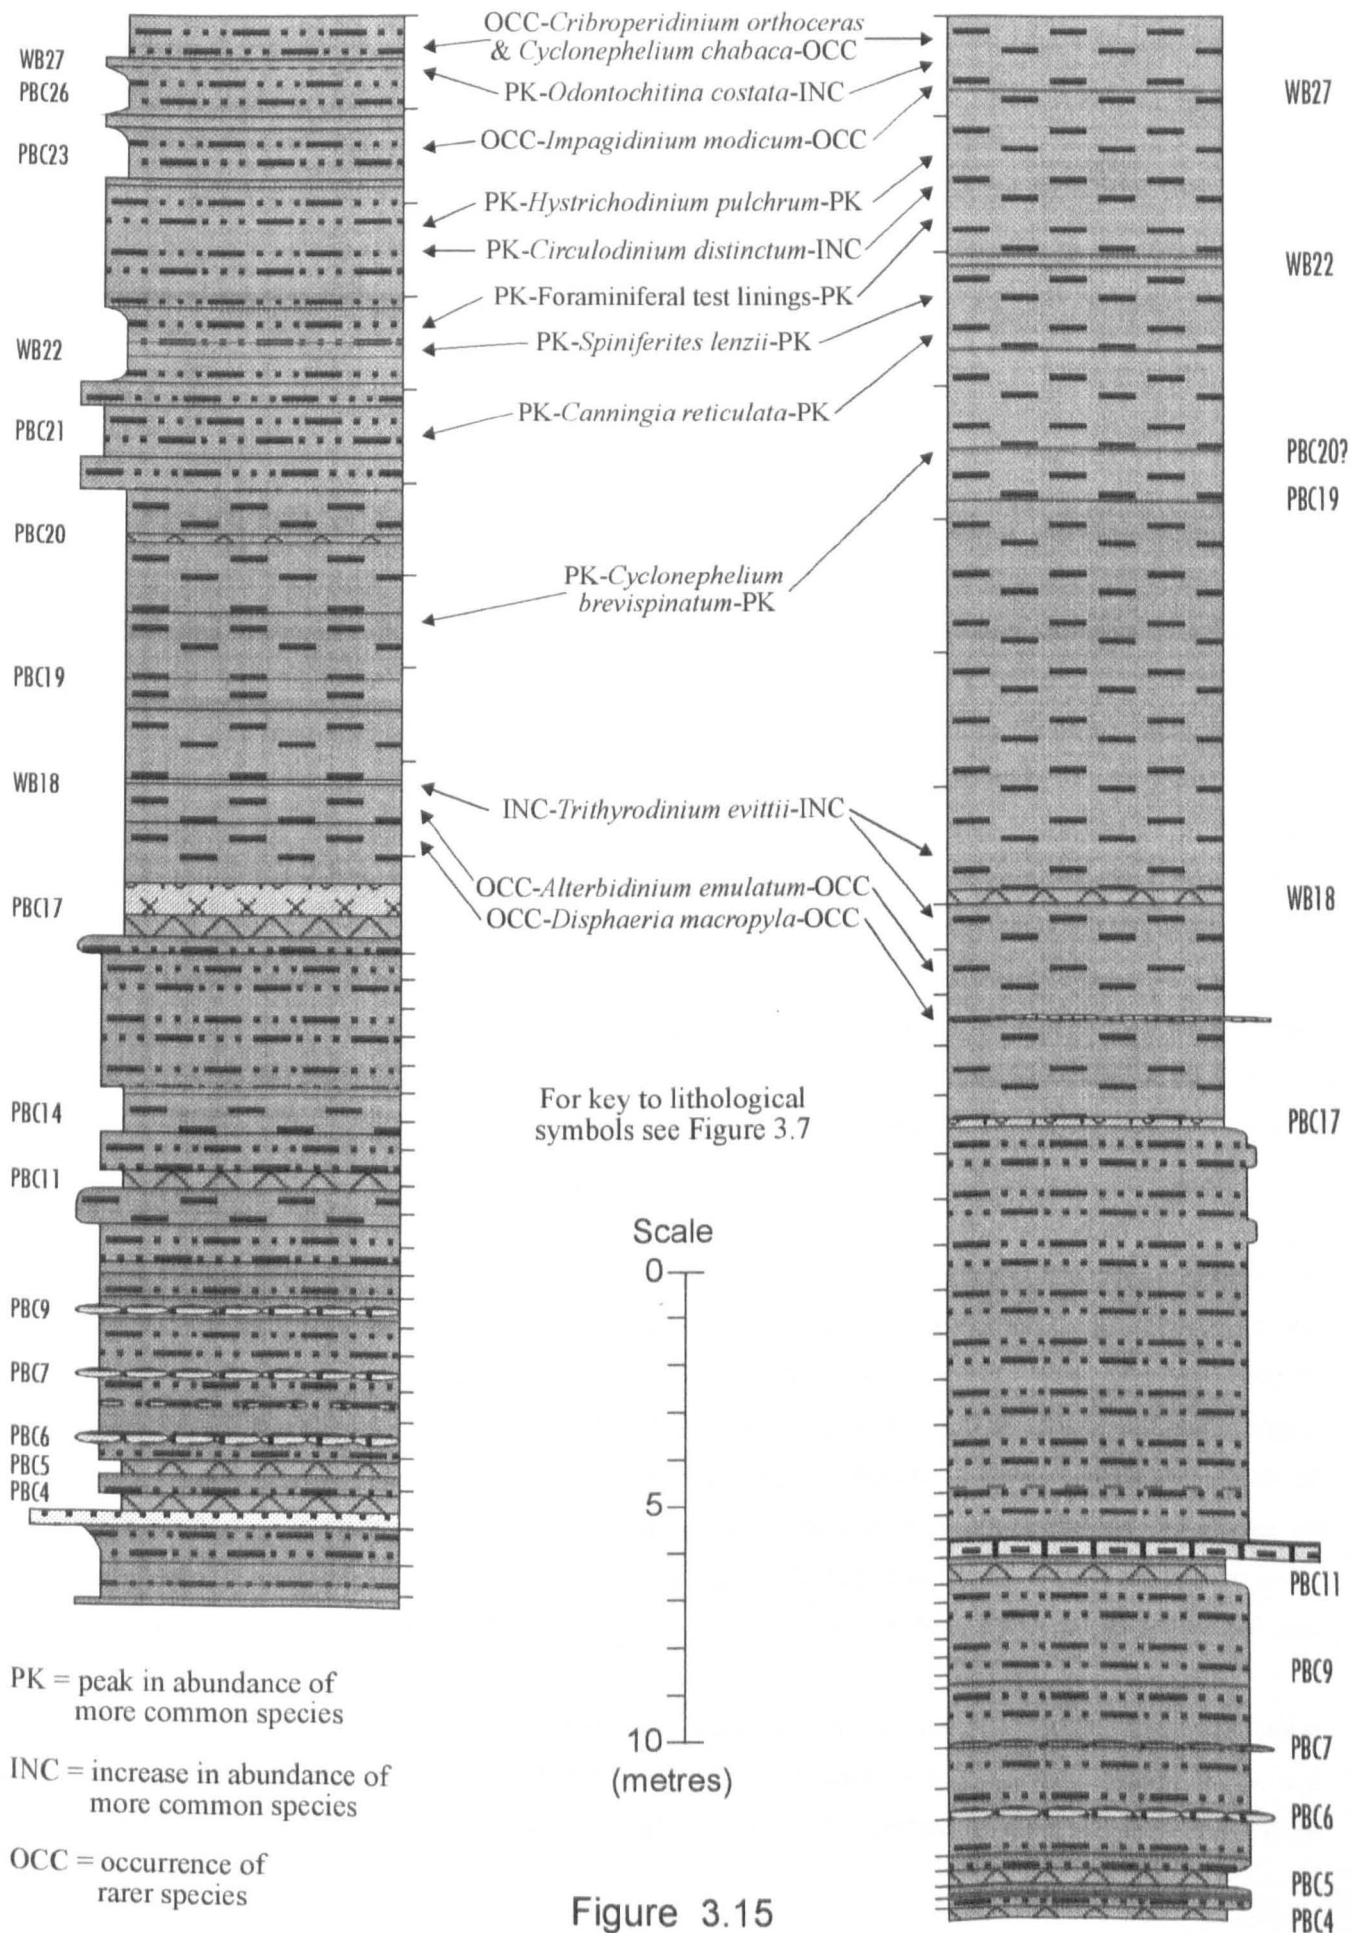 OCC-Cribroperidinium orthoceras
& Cyclonephelium chabaca-OCC
PK-Odontochitina costata-INC
OCC-Impagidinium modicum-OCC
PK-Hystrichodinium pulchrum-PK
PK-Circulodinium distinctum-INC
PK-Foraminiferal test linings-PK
PK-Spiniferites lenzii-PK
PK-Canningia reticulata-PK
PK-Cyclonephelium
brevispinatum-PK
INC-Trithyrodinium evittii-INC
OCC-Alterbidinium emulatum-OCC
OCC-Disphaeria macropyla-OCC
WB27
PBC26
PBC23
WB22
PBC21
PBC20
PBC19
WB18
PBC17
PBC14
PBC11
PBC9
PBC7
PBC6
PBC5
PBC4
WB27
WB22
PBC20?
PBC19
WB18
PBC17
PBC11
PBC9
PBC7
PBC6
PBC5
PBC4
For key to lithological
symbols see Figure 3.7
Scale
0
5
10
(metres)
PK = peak in abundance of
more common species
INC = increase in abundance of
more common species
OCC = occurrence of
rarer species
Figure 3.15